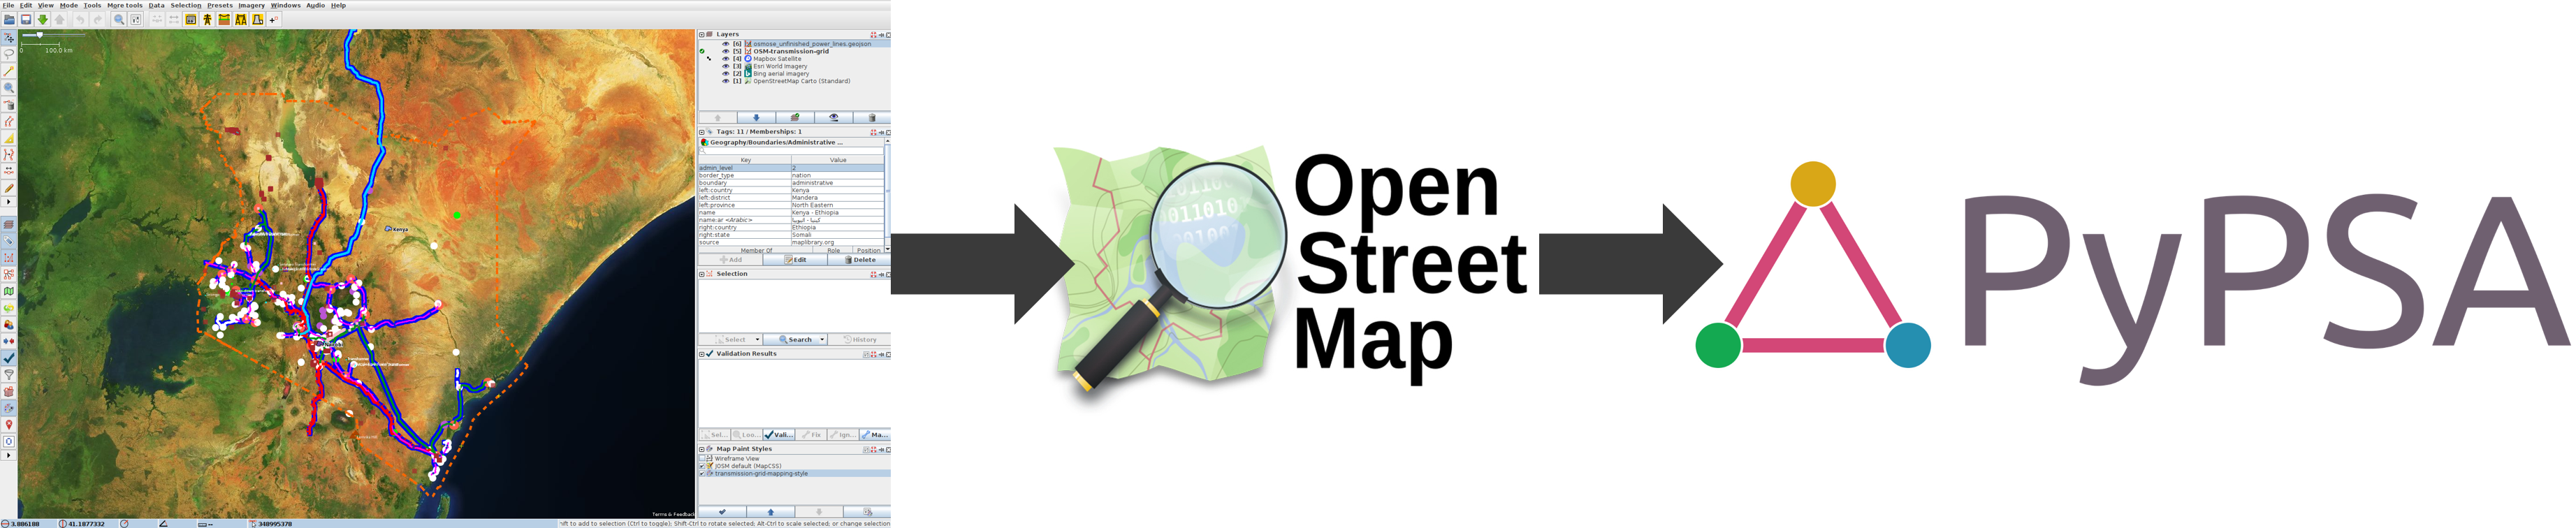 File Edit View Mode Tools More tools Data Selection Presets Imagery Windows Audio Help
0 100.0 km
Kenya
Nairobi
Terms & Feedback
Layers
[6] osmose_unfinished_power_lines.geojson
[5] OSM-transmission-grid
[4] Mapbox Satellite
[3] Esri World Imagery
[2] Bing aerial imagery
[1] OpenStreetMap Carto (Standard)
Tags: 11 / Memberships: 1
Geography/Boundaries/Administrative ...
Key Value
admin_level 2
border_type nation
boundary administrative
left:country Kenya
left:district Mandera
left:province North Eastern
name Kenya - Ethiopia
name:ar <Arabic>
right:country Ethiopia
right:state Somali
source maplibrary.org
Member Of Role Position
Add Edit Delete
Selection
Select Search History
Validation Results
Sel... Loo... Vali... Fix Ign... Ma...
Map Paint Styles
Wireframe View
JOSM default (MapCSS)
transmission-grid-mapping-style
3.886188 41.1877332 -- 348995378 ift to add to selection (Ctrl to toggle); Shift-Ctrl to rotate selected; Alt-Ctrl to scale selected; or change selection
Open
Street
Map
PyPSA